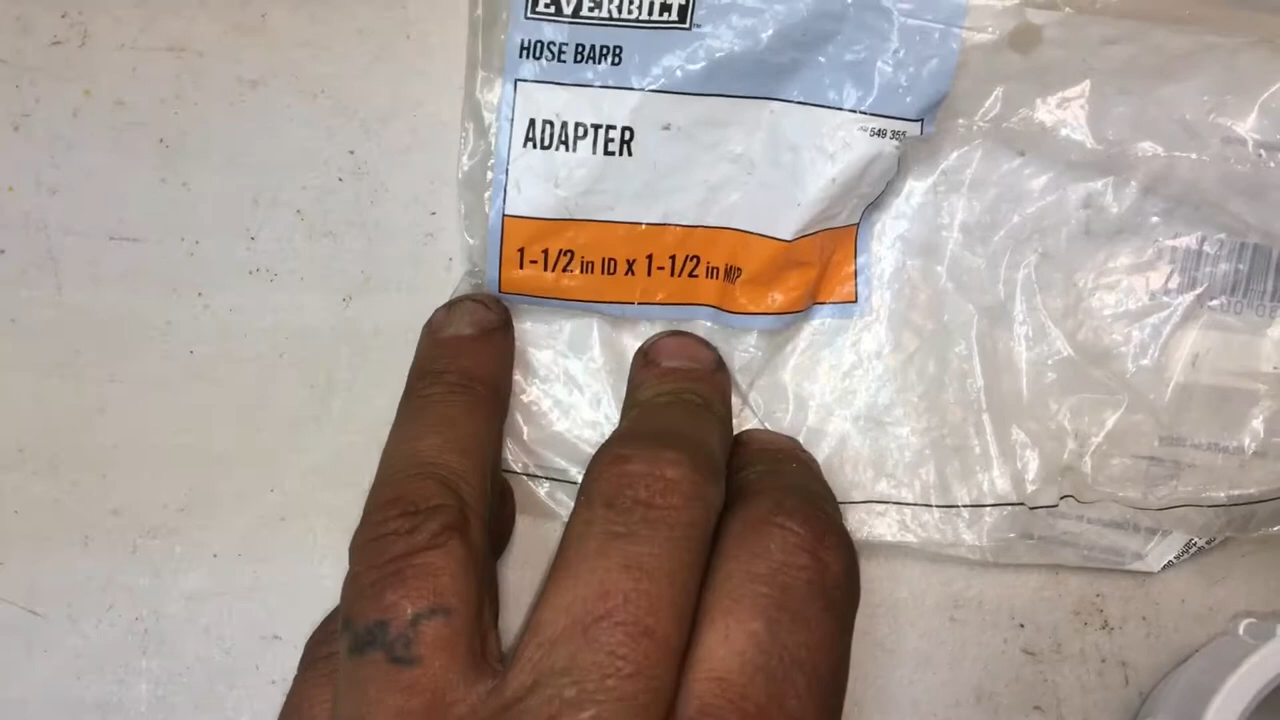 EVERBILT
HOSE BARB
ADAPTER
549 355
1-1/2 in ID X 1-1/2 in MIP